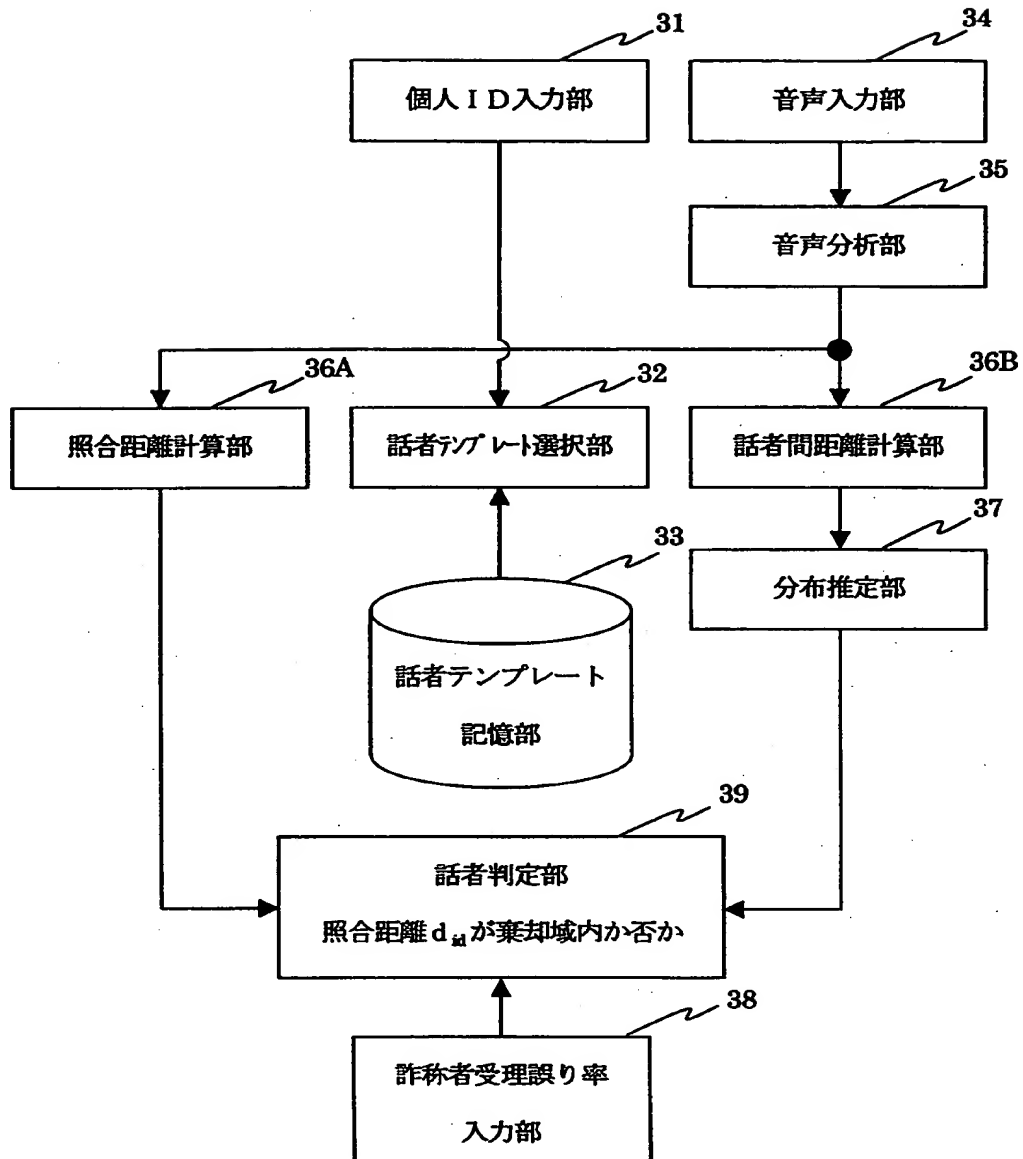 31
34
個人ID入力部
音声入力部
35
音声分析部
36A
32
36B
照合距離計算部
話者テンプレート選択部
話者間距離計算部
33
37
分布推定部
話者テンプレート
記憶部
39
話者判定部
照合距離d_idが棄却域内か否か
38
詐称者受理誤り率
入力部